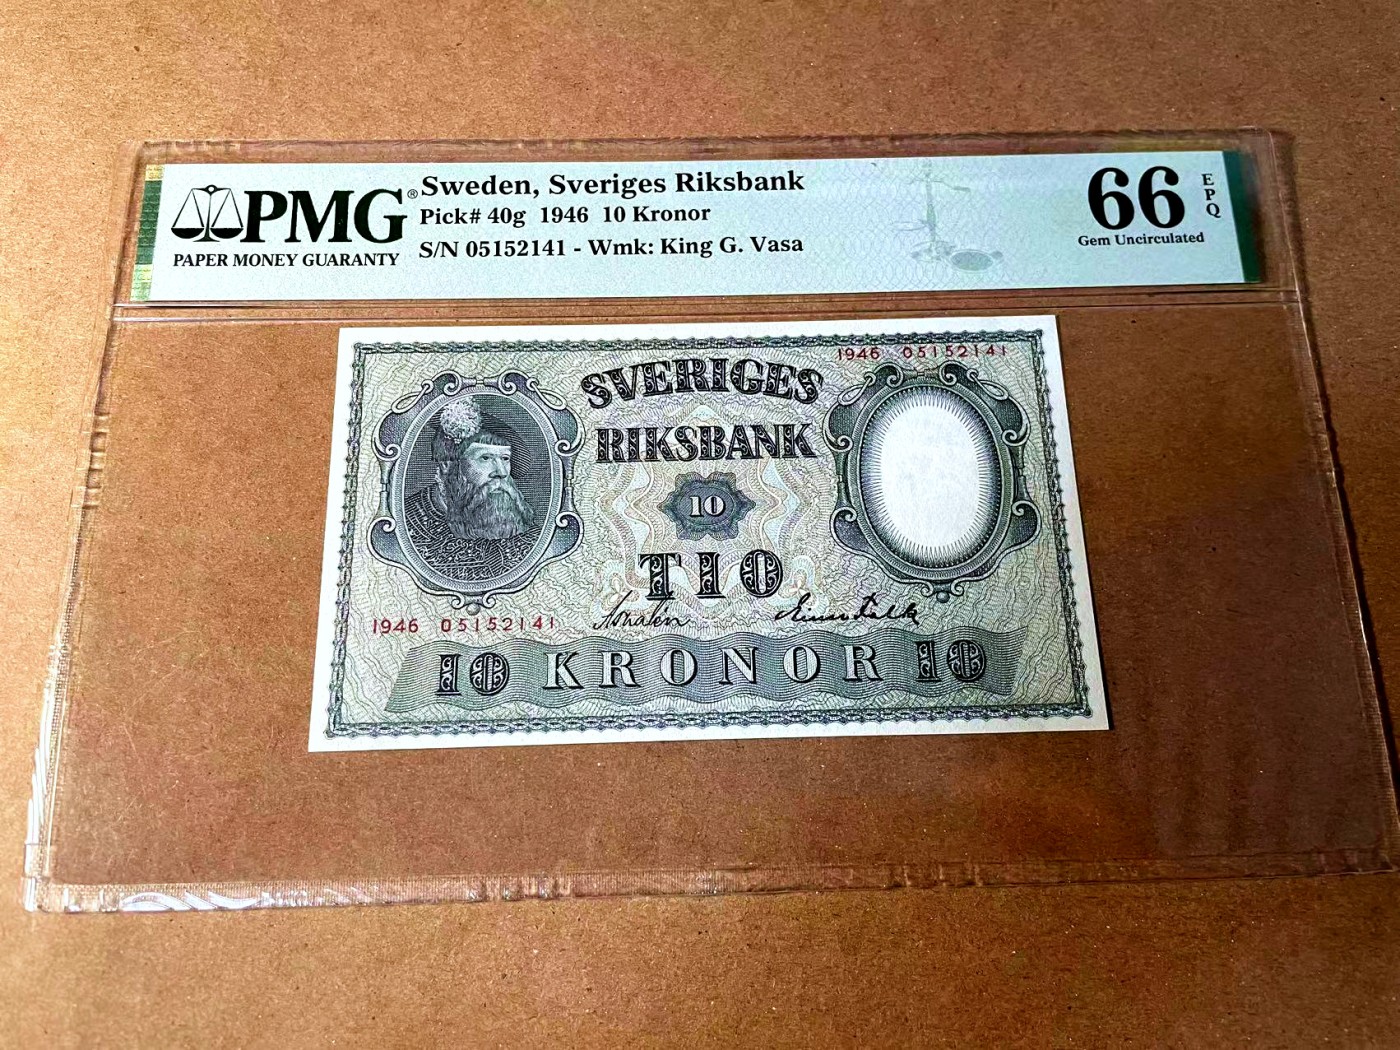 PMG®
PAPER MONEY GUARANTY
Sweden, Sveriges Riksbank
Pick# 40g 1946 10 Kronor
S/N 05152141 - Wmk: King G. Vasa
66
EPQ
Gem Uncirculated
1946 05152141
SVERIGES
RIKSBANK
10
TIO
1946 05152141
10 KRONOR 10